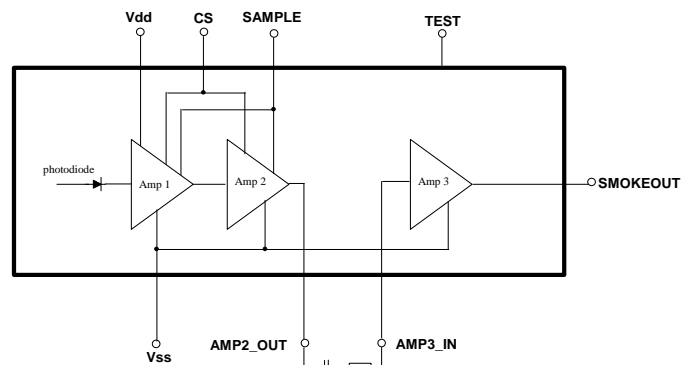 Vdd CS SAMPLE TEST
photodiode Amp 1 Amp 2 Amp 3
SMOKEOUT
Vss AMP2_OUT AMP3_IN